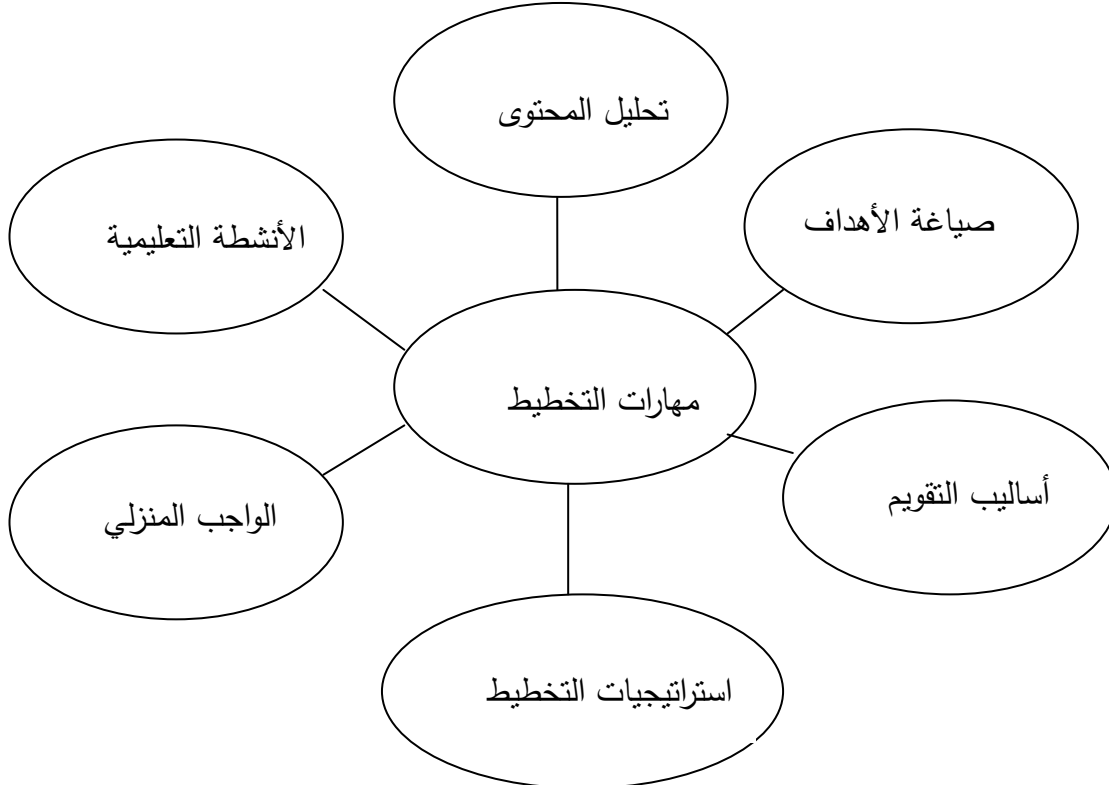 تحليل المحتوى
صياغة الأهداف
الأنشطة التعليمية
مهارات التخطيط
أساليب التقويم
الواجب المنزلي
استراتيجيات التخطيط